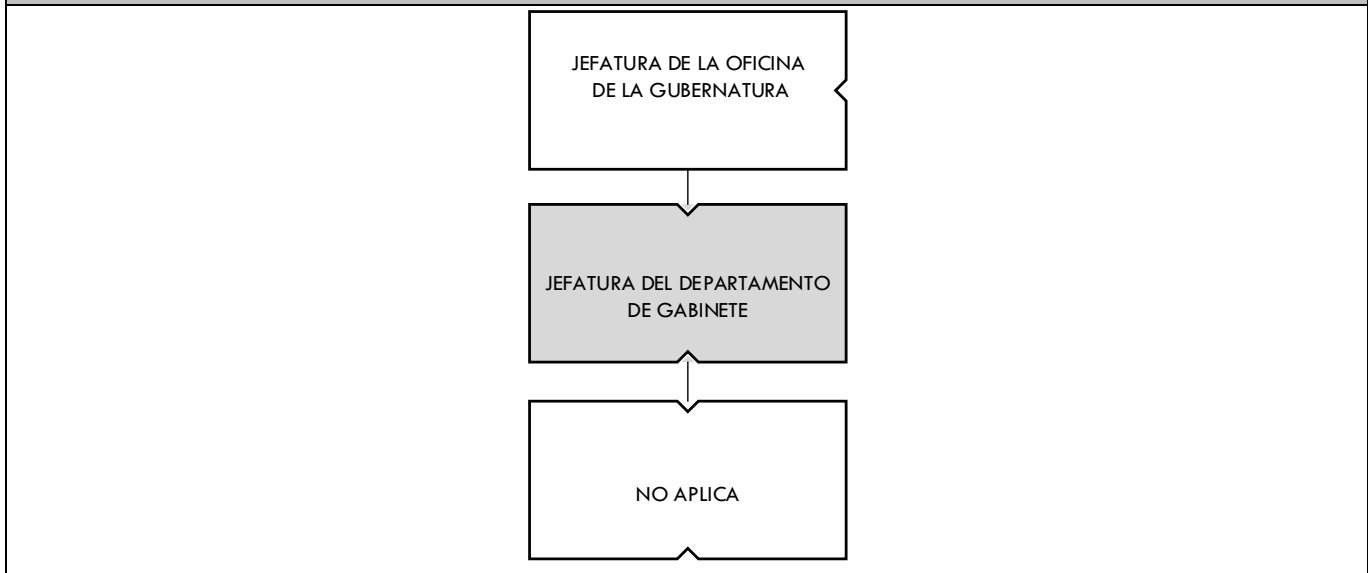 JEFATURA DE LA OFICINA
DE LA GUBERNATURA
JEFATURA DEL DEPARTAMENTO
DE GABINETE
NO APLICA